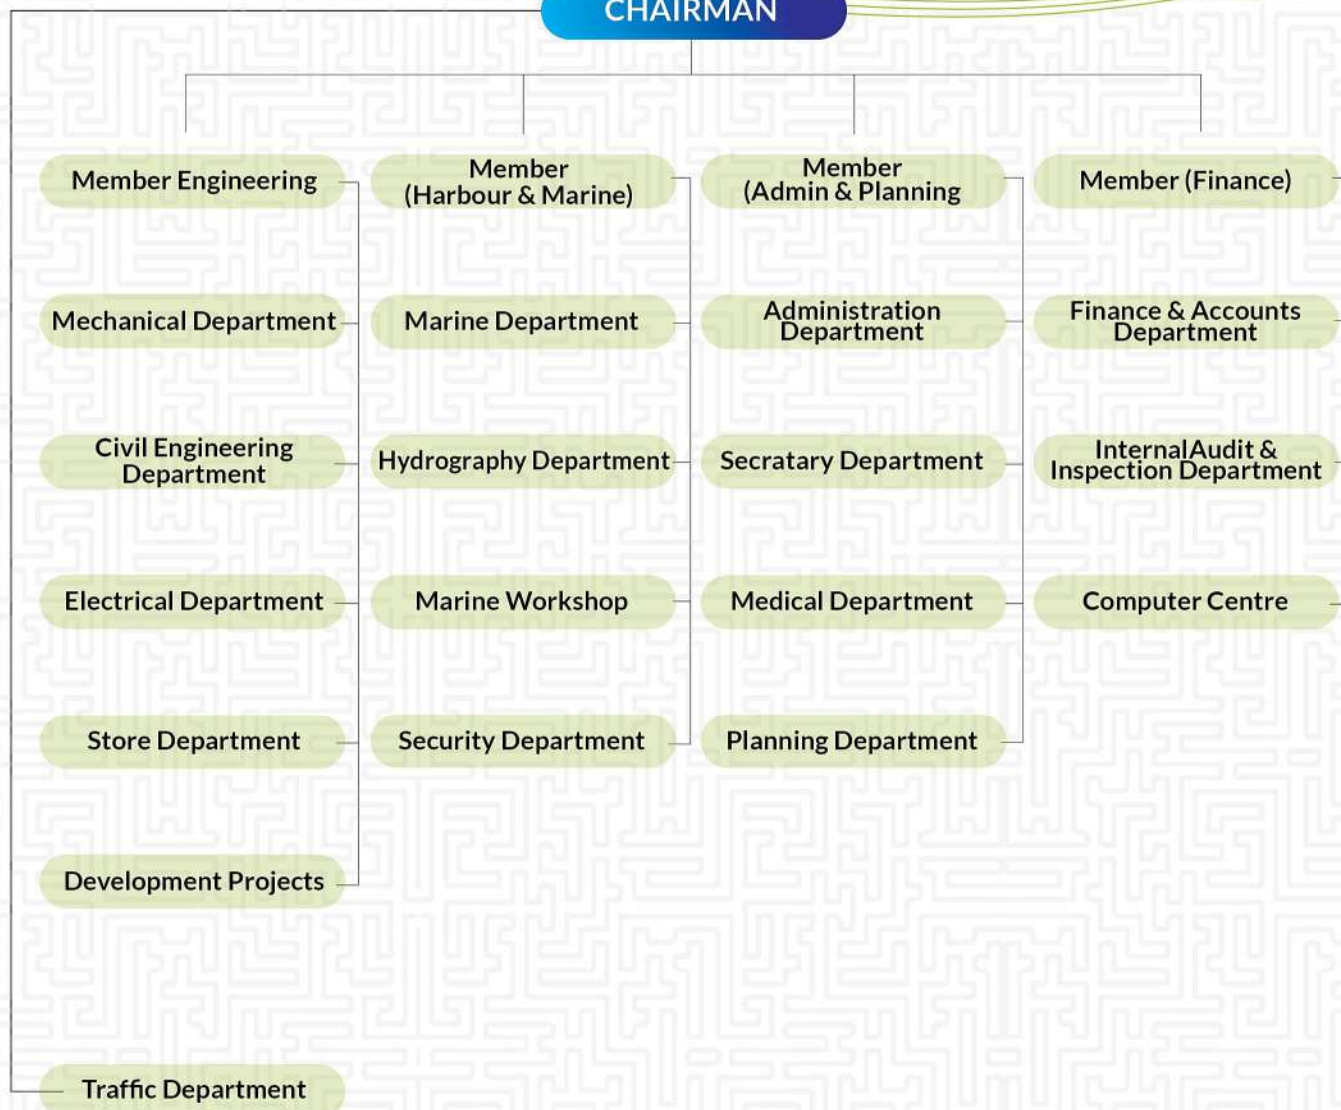 CHAIRMAN
Member Engineering
Member
(Harbour & Marine)
Member
(Admin & Planning
Member (Finance)
Mechanical Department
Marine Department
Administration
Department
Finance & Accounts
Department
Civil Engineering
Department
Hydrography Department
Secratary Department
InternalAudit &
Inspection Department
Electrical Department
Marine Workshop
Medical Department
Computer Centre
Store Department
Security Department
Planning Department
Development Projects
Traffic Department